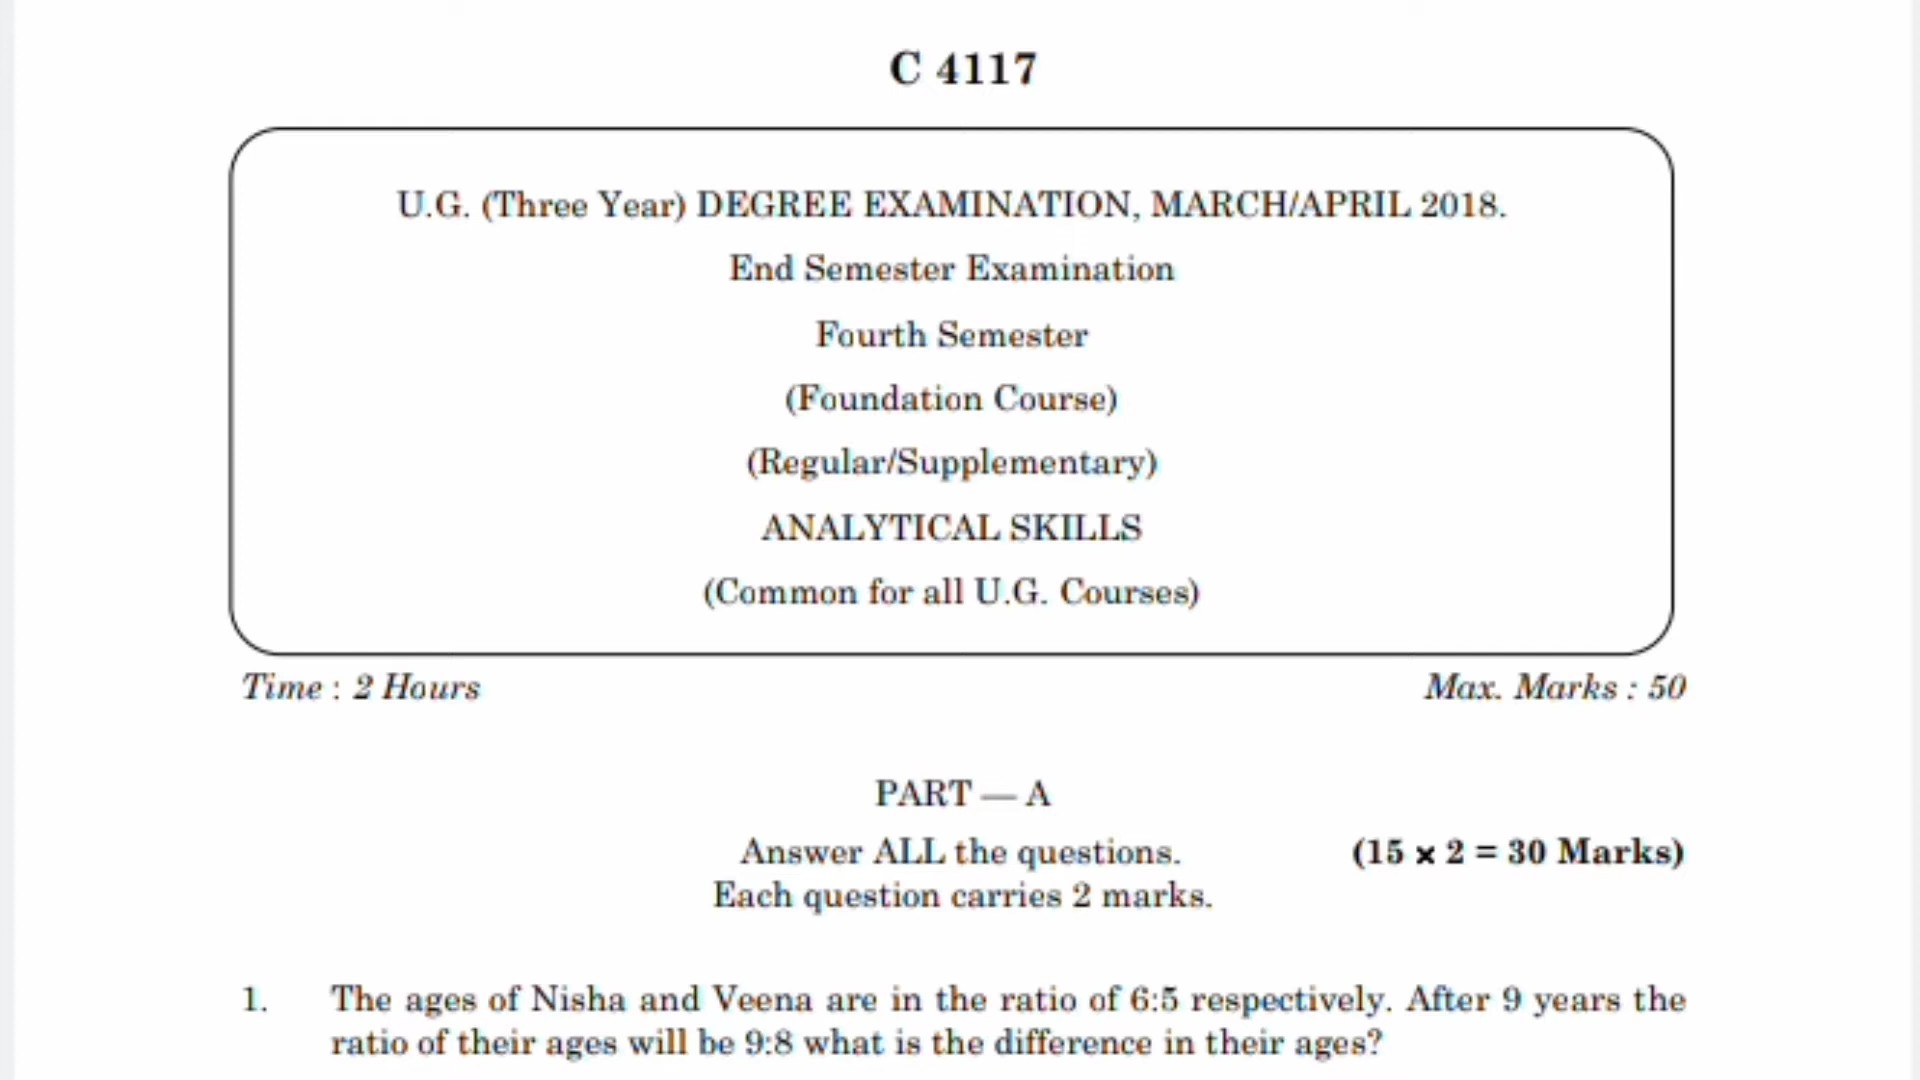 C 4117
U.G. (Three Year) DEGREE EXAMINATION, MARCH/APRIL 2018.
End Semester Examination
Fourth Semester
(Foundation Course)
(Regular/Supplementary)
ANALYTICAL SKILLS
(Common for all U.G. Courses)
Time : 2 Hours Max. Marks : 50
PART — A
Answer ALL the questions. (15 × 2 = 30 Marks)
Each question carries 2 marks.
1. The ages of Nisha and Veena are in the ratio of 6:5 respectively. After 9 years the
ratio of their ages will be 9:8 what is the difference in their ages?